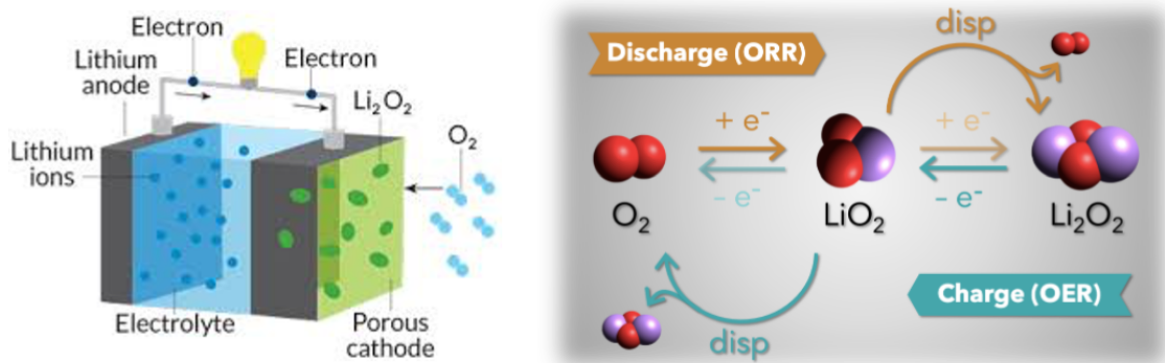 Electron
Lithium
anode
Electron
Li₂O₂
O₂
Lithium
ions
Electrolyte
Porous
cathode
Discharge (ORR)
disp
+ e⁻
+ e⁻
− e⁻
− e⁻
O₂
LiO₂
Li₂O₂
Charge (OER)
disp